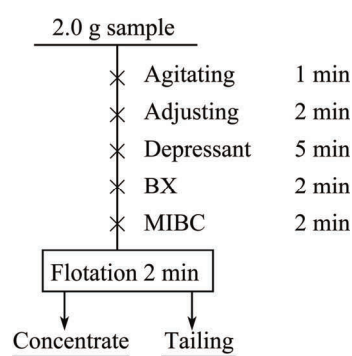 2.0 g sample
Agitating 1 min
Adjusting 2 min
Depressant 5 min
BX 2 min
MIBC 2 min
Flotation 2 min
Concentrate Tailing